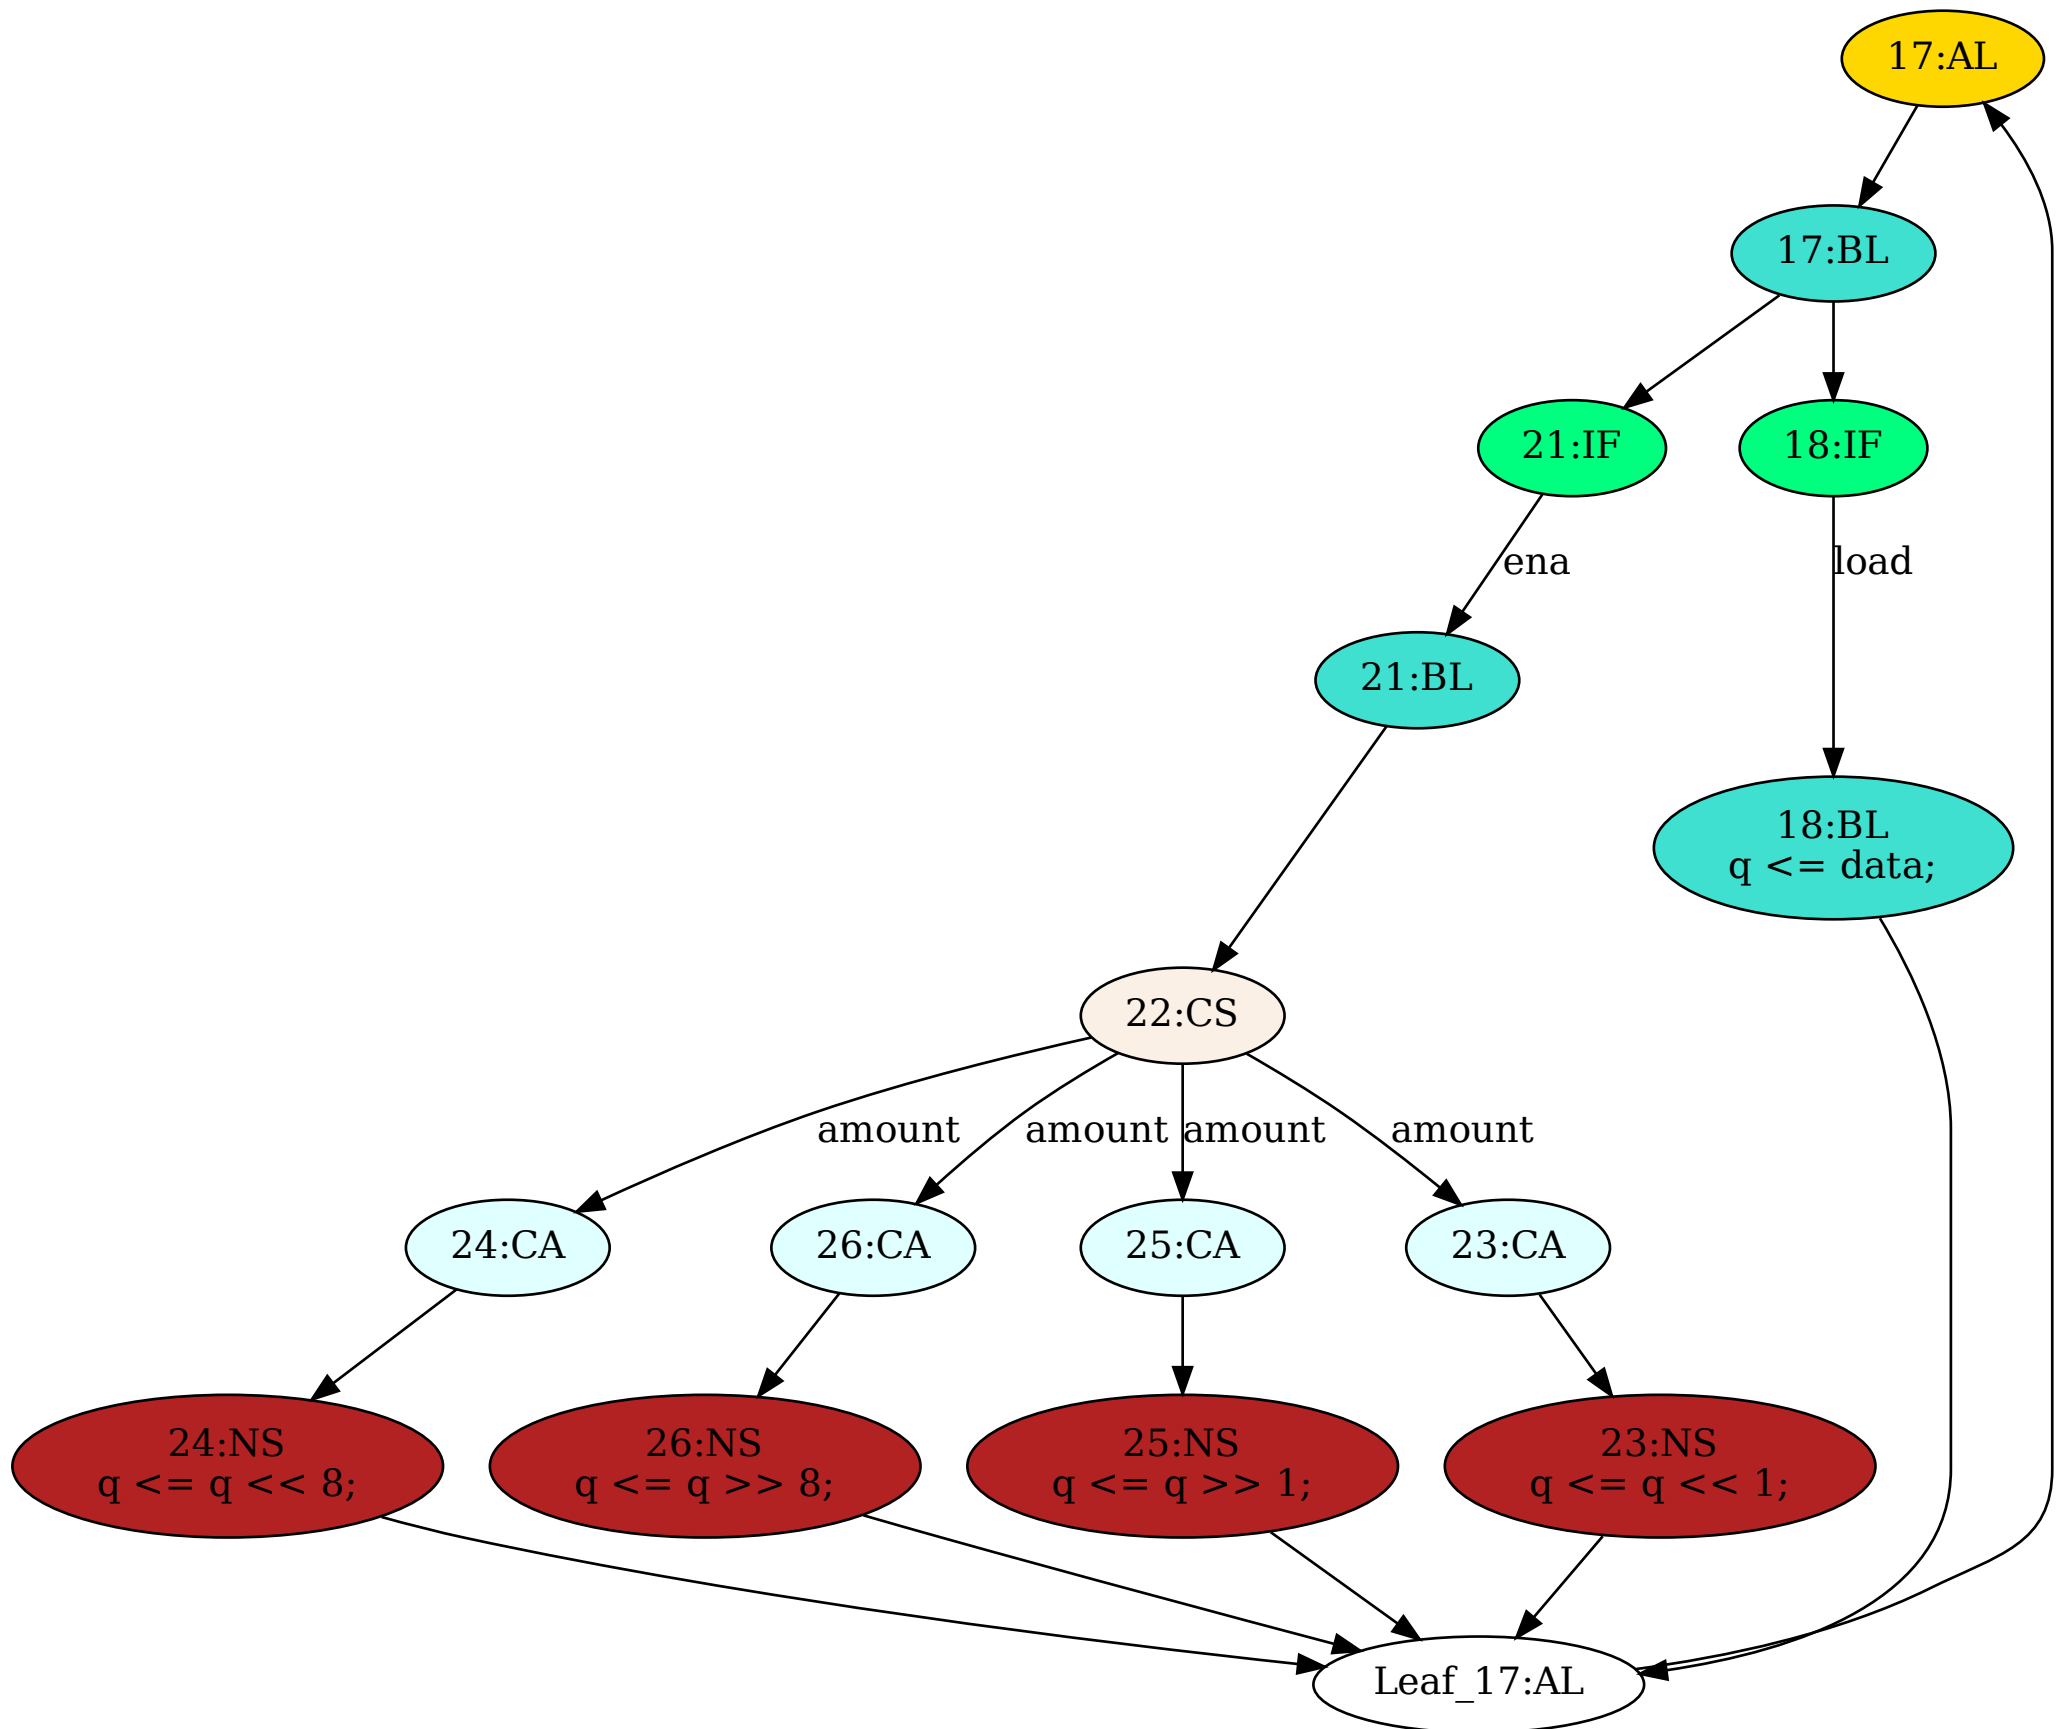 17:AL
17:BL
21:IF
18:IF
ena
load
21:BL
18:BL
q <= data;
22:CS
amount
amount
amount
amount
24:CA
26:CA
25:CA
23:CA
24:NS
q <= q << 8;
26:NS
q <= q >> 8;
25:NS
q <= q >> 1;
23:NS
q <= q << 1;
Leaf_17:AL